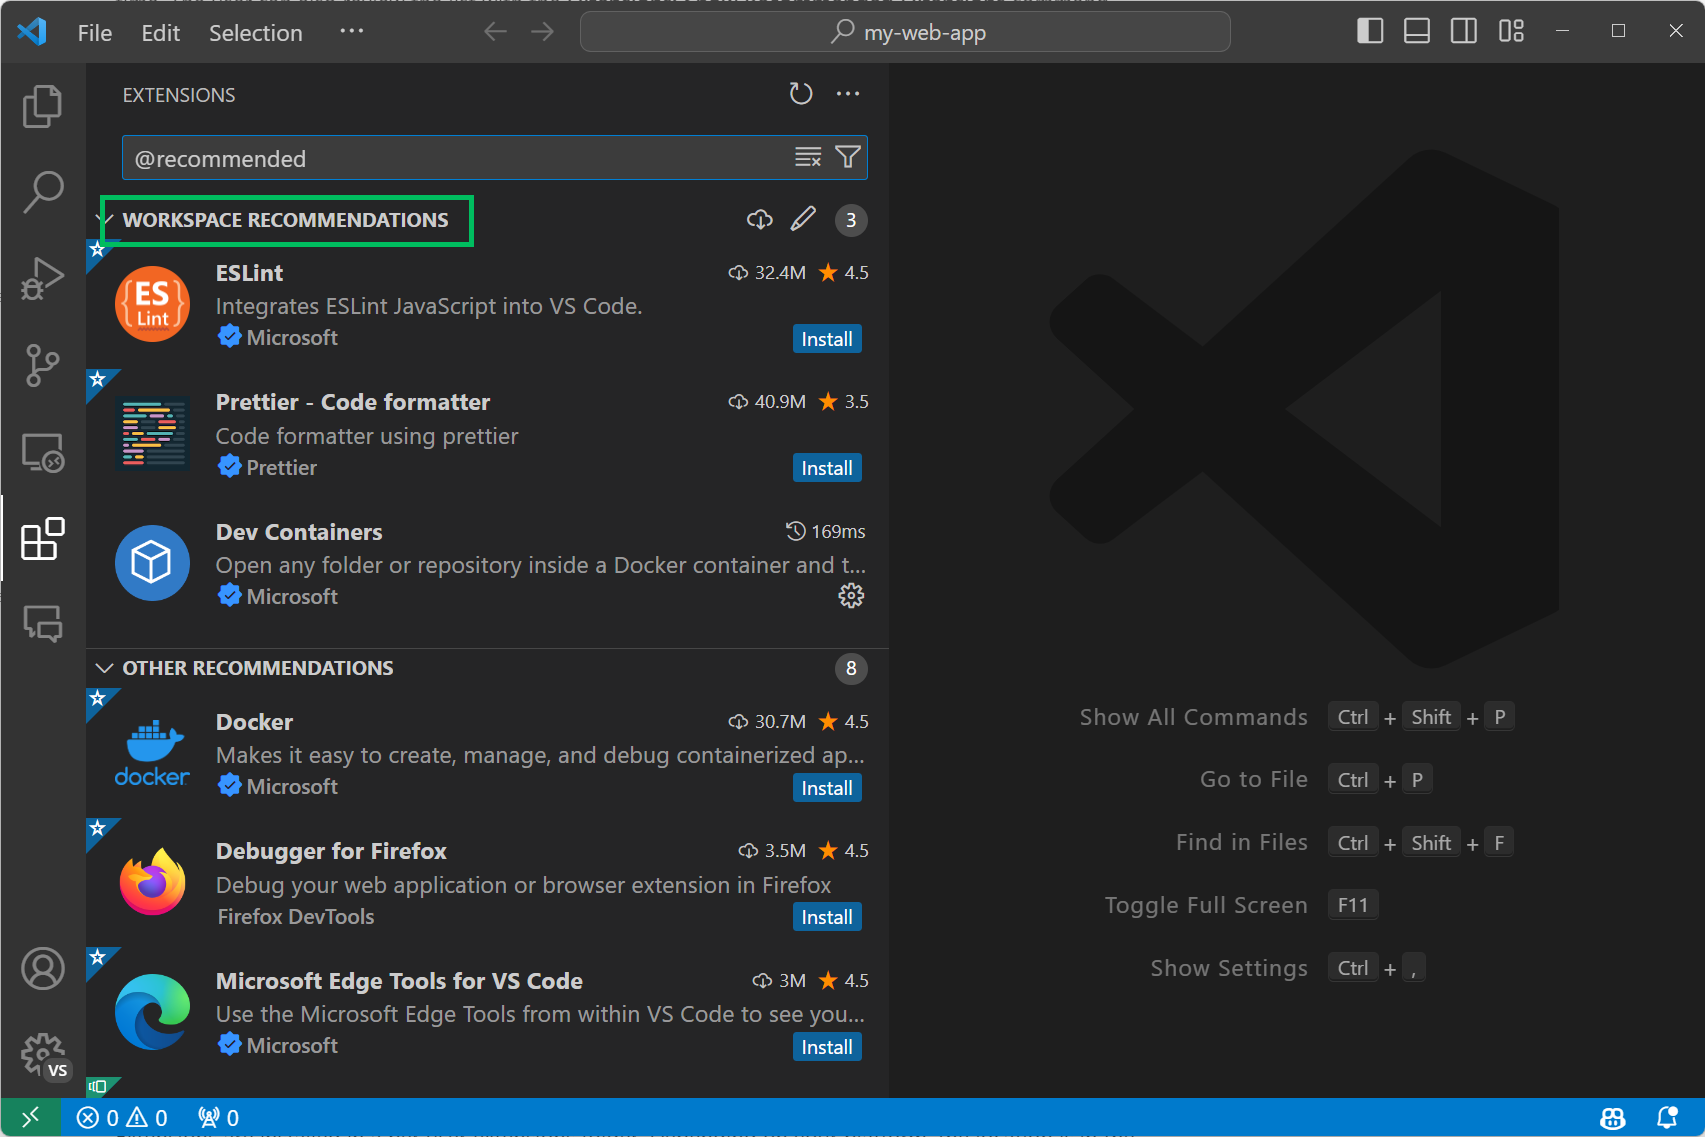 File Edit Selection ···
my-web-app
EXTENSIONS
@recommended
WORKSPACE RECOMMENDATIONS 3
ESLint 32.4M 4.5
Integrates ESLint JavaScript into VS Code.
Microsoft Install
Prettier - Code formatter 40.9M 3.5
Code formatter using prettier
Prettier Install
Dev Containers 169ms
Open any folder or repository inside a Docker container and t...
Microsoft
OTHER RECOMMENDATIONS 8
Docker 30.7M 4.5
Makes it easy to create, manage, and debug containerized ap...
Microsoft Install
Debugger for Firefox 3.5M 4.5
Debug your web application or browser extension in Firefox
Firefox DevTools Install
Microsoft Edge Tools for VS Code 3M 4.5
Use the Microsoft Edge Tools from within VS Code to see you...
Microsoft Install
ES
Lint
docker
VS
Show All Commands Ctrl + Shift + P
Go to File Ctrl + P
Find in Files Ctrl + Shift + F
Toggle Full Screen F11
Show Settings Ctrl + ,
0 0 0